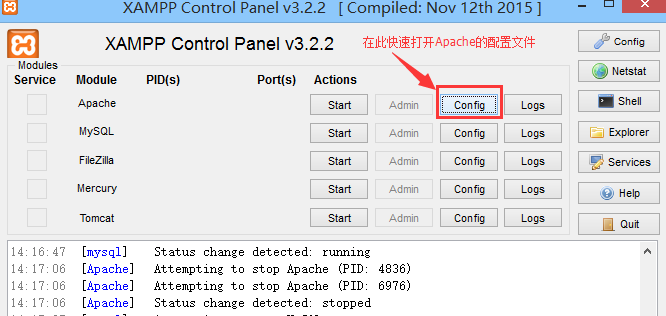 XAMPP Control Panel v3.2.2 [ Compiled: Nov 12th 2015 ]
XAMPP Control Panel v3.2.2
在此快速打开Apache的配置文件
Config
Modules
Service Module PID(s) Port(s) Actions
Netstat
Apache Start Admin Config Logs
Shell
MySQL Start Admin Config Logs
Explorer
FileZilla Start Admin Config Logs
Services
Mercury Start Admin Config Logs
Help
Tomcat Start Admin Config Logs
Quit
14:16:47 [mysql] Status change detected: running
14:17:06 [Apache] Attempting to stop Apache (PID: 4836)
14:17:06 [Apache] Attempting to stop Apache (PID: 6976)
14:17:06 [Apache] Status change detected: stopped